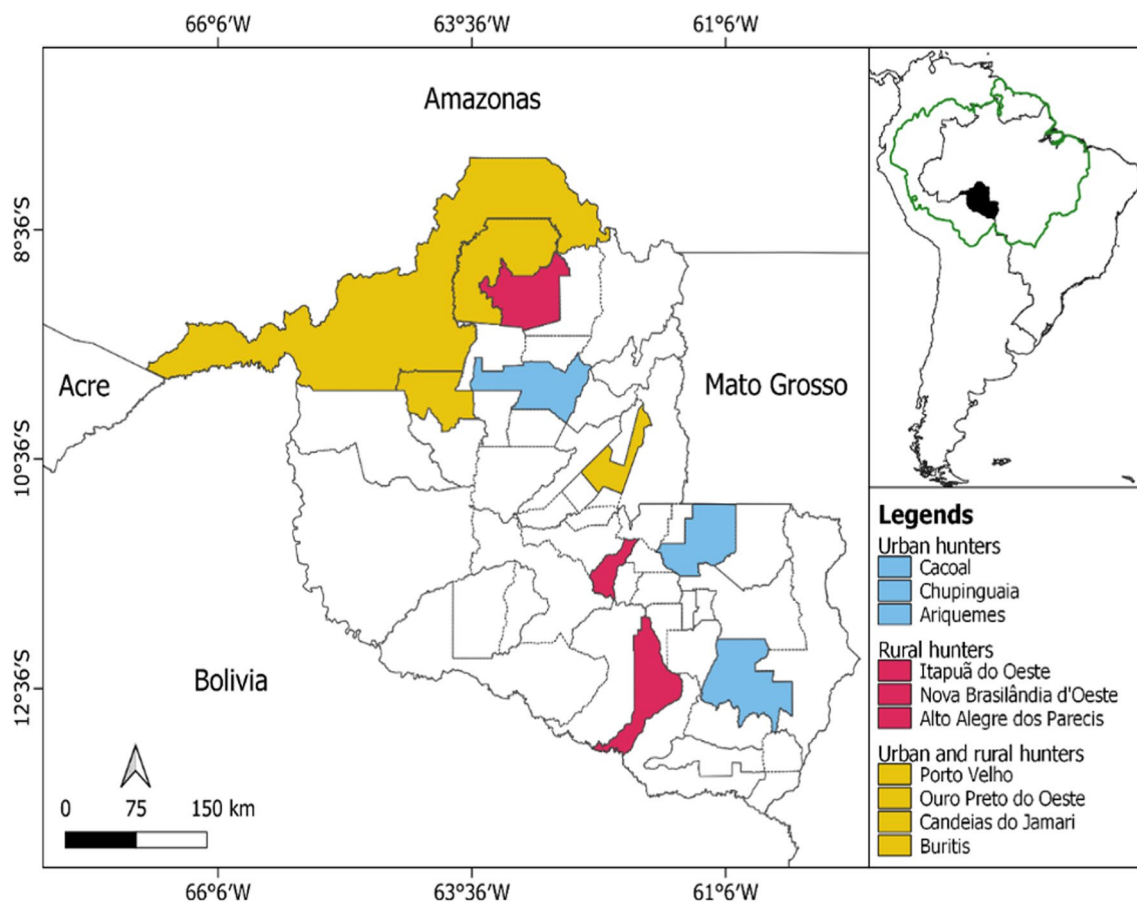 66°6'W 63°36'W 61°6'W
Amazonas
8°36'S
Acre
Mato Grosso
10°36'S
Bolivia
12°36'S
0 75 150 km
66°6'W 63°36'W 61°6'W
Legends
Urban hunters
Cacoal
Chupinguaia
Ariquemes
Rural hunters
Itapuã do Oeste
Nova Brasilândia d'Oeste
Alto Alegre dos Parecis
Urban and rural hunters
Porto Velho
Ouro Preto do Oeste
Candeias do Jamari
Buritis